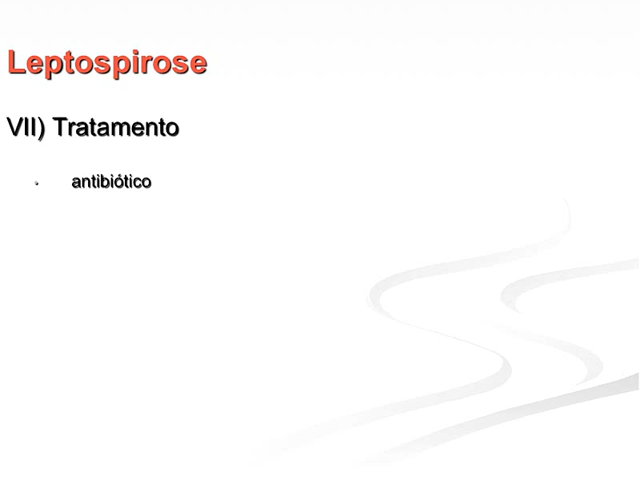 Leptospirose
VII) Tratamento
• antibiótico